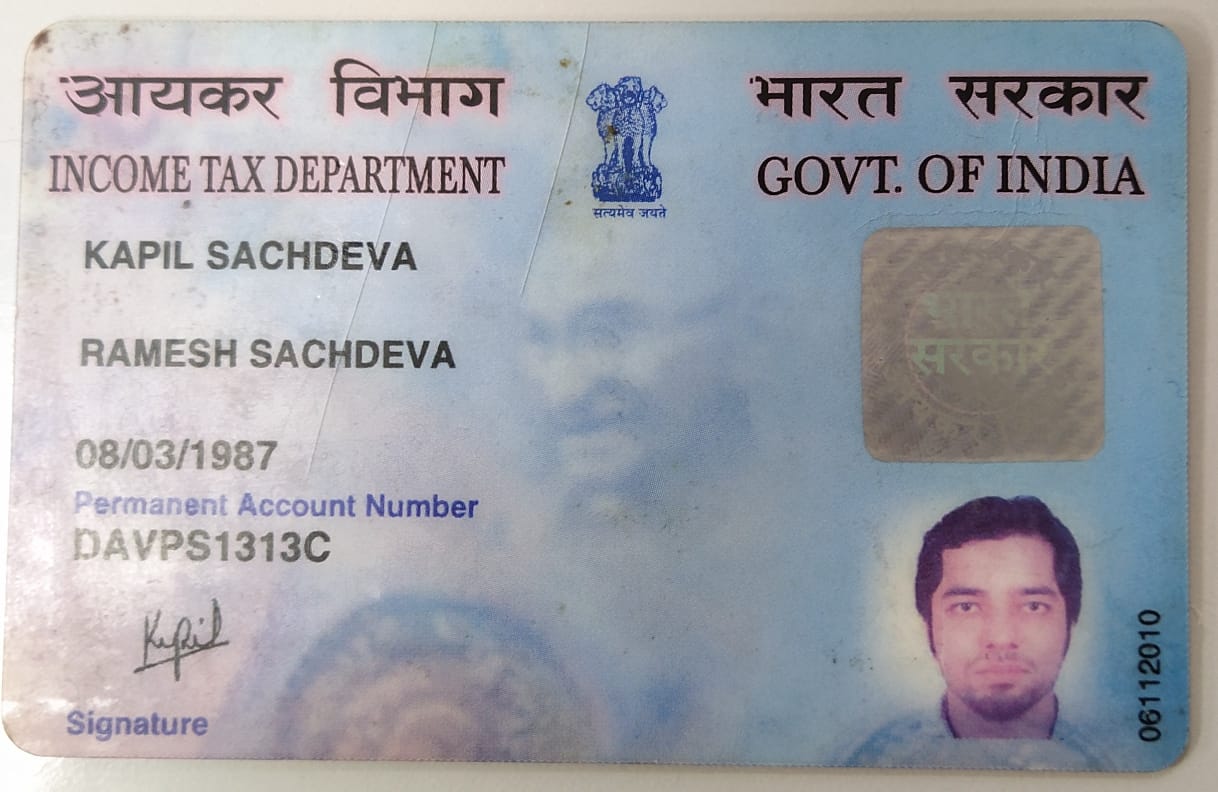 आयकर विभाग
INCOME TAX DEPARTMENT
सत्यमेव जयते
भारत सरकार
GOVT. OF INDIA
KAPIL SACHDEVA
RAMESH SACHDEVA
08/03/1987
Permanent Account Number
DAVPS1313C
Kapil
Signature
भारत
सरकार
06112010